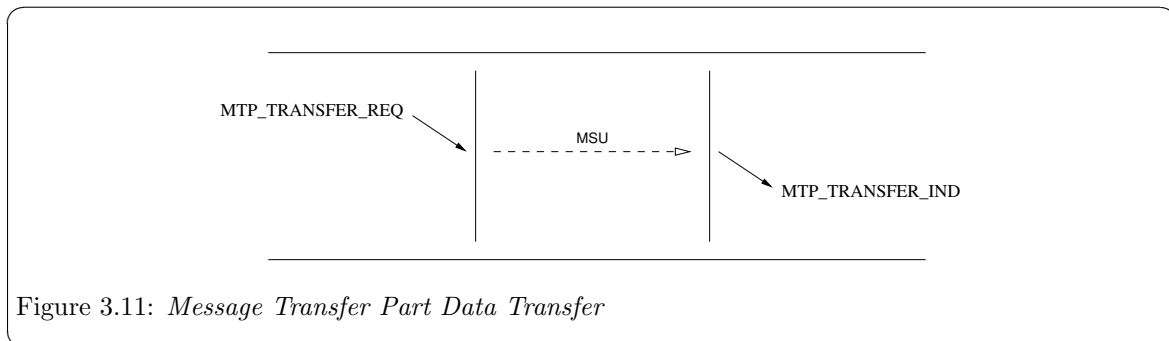 MTP_TRANSFER_REQ
MSU
MTP_TRANSFER_IND
Figure 3.11: Message Transfer Part Data Transfer